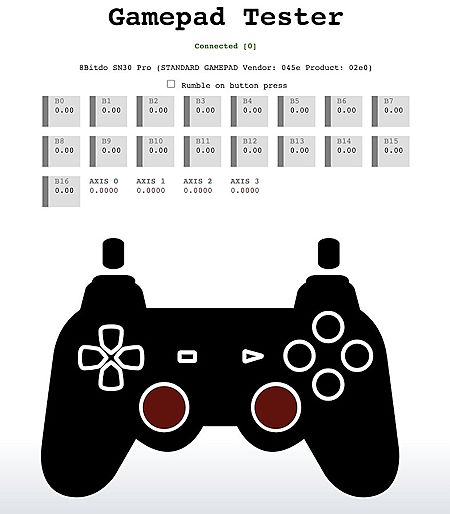 Gamepad Tester
Connected [0]
8Bitdo SN30 Pro (STANDARD GAMEPAD Vendor: 045e Product: 02e0)
Rumble on button press
B0 B1 B2 B3 B4 B5 B6 B7
0.00 0.00 0.00 0.00 0.00 0.00 0.00 0.00
B8 B9 B10 B11 B12 B13 B14 B15
0.00 0.00 0.00 0.00 0.00 0.00 0.00 0.00
B16 AXIS 0 AXIS 1 AXIS 2 AXIS 3
0.00 0.0000 0.0000 0.0000 0.0000